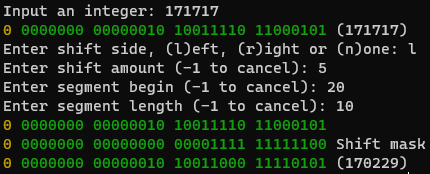 Input an integer: 171717
0 0000000 00000010 10011110 11000101 (171717)
Enter shift side, (l)eft, (r)ight or (n)one: l
Enter shift amount (-1 to cancel): 5
Enter segment begin (-1 to cancel): 20
Enter segment length (-1 to cancel): 10
0 0000000 00000010 10011110 11000101
0 0000000 00000000 00001111 11111100 Shift mask
0 0000000 00000010 10011000 11110101 (170229)